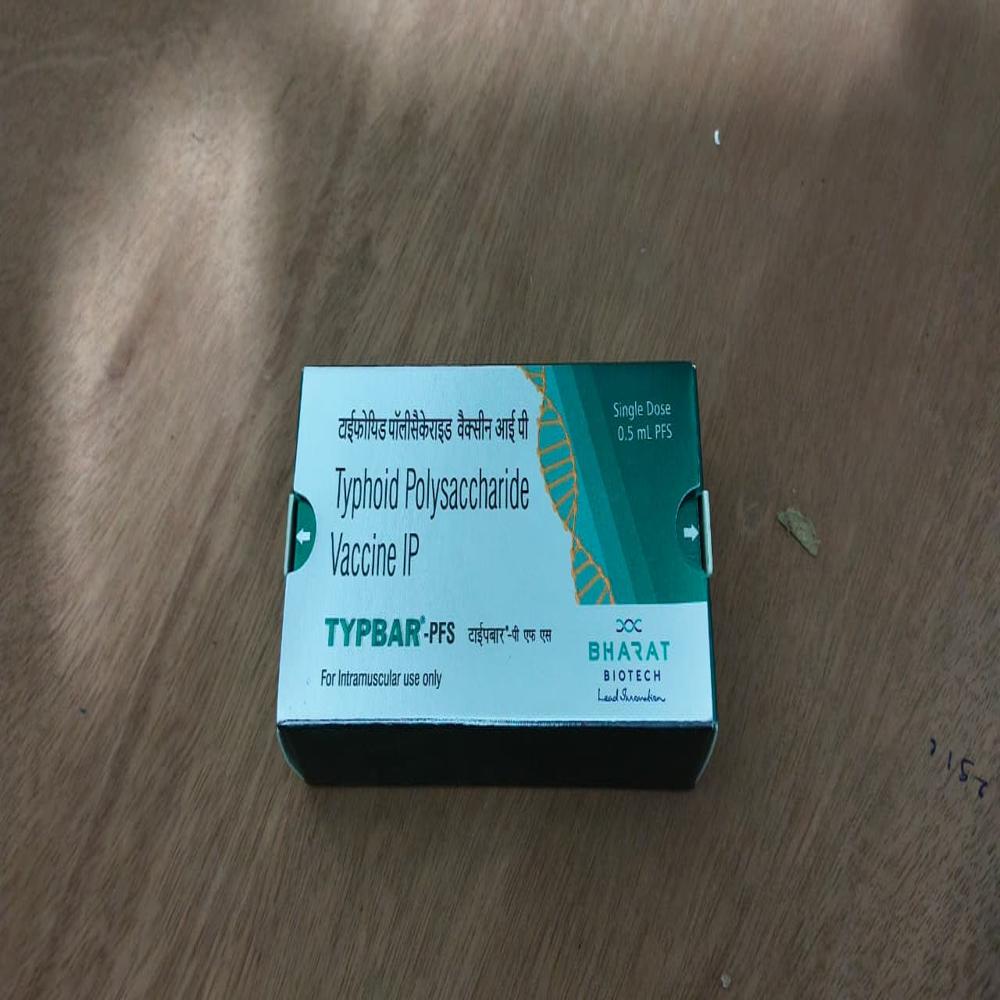 टाईफोयिड पॉलीसैकेराइड वैक्सीन आई पी
Typhoid Polysaccharide
Vaccine IP
TYPBAR®-PFS टाईपबार®-पी एफ एस
For Intramuscular use only
Single Dose
0.5 mL PFS
BHARAT
BIOTECH
Lead Innovation